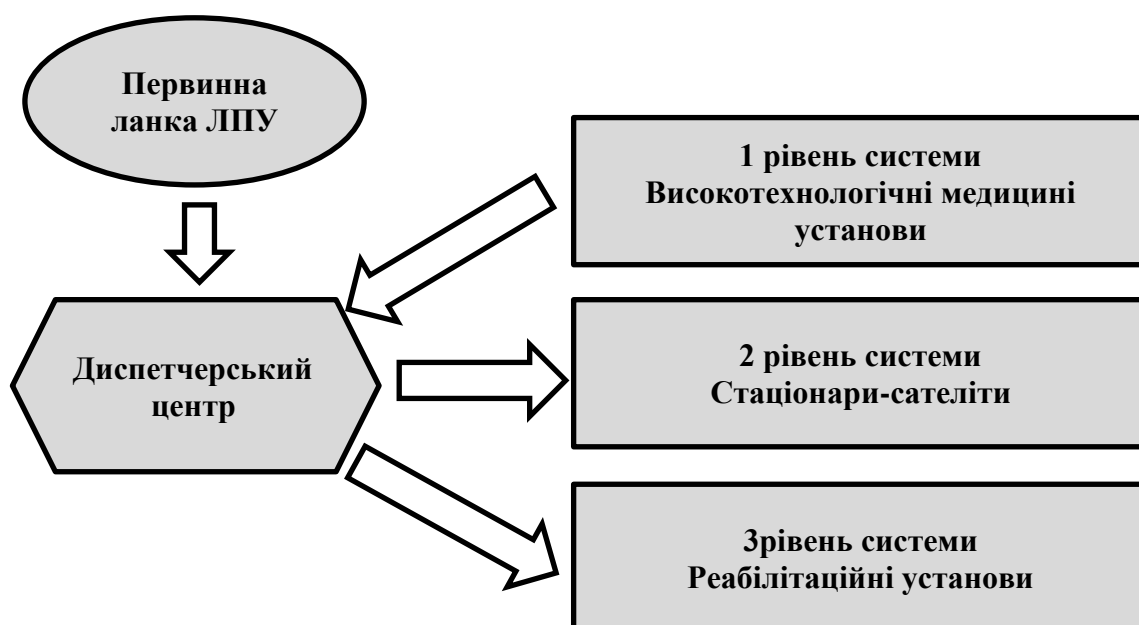 Первинна
ланка ЛПУ
1 рівень системи
Високотехнологічні медицині
установи
Диспетчерський
центр
2 рівень системи
Стаціонари-сателіти
3рівень системи
Реабілітаційні установи